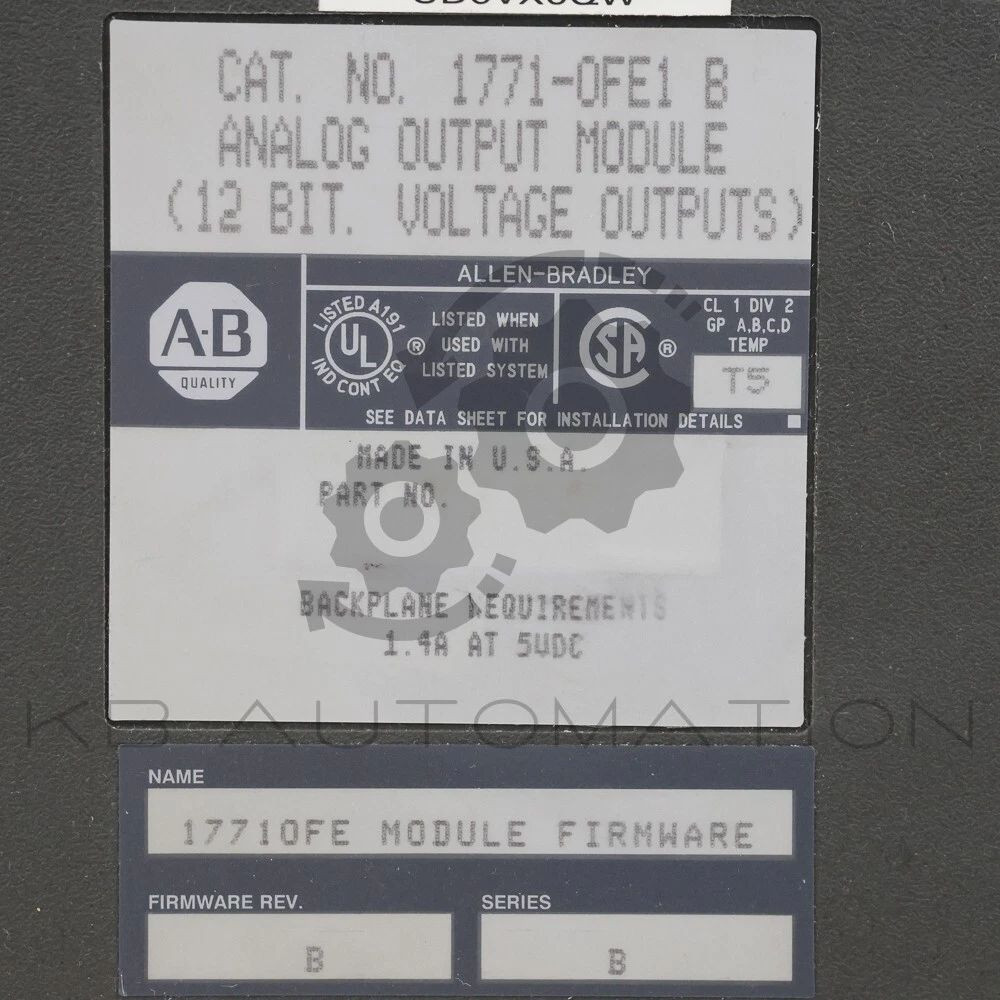 CAT. NO. 1771-OFE1 B
ANALOG OUTPUT MODULE
(12 BIT. VOLTAGE OUTPUTS)
ALLEN-BRADLEY
A-B
QUALITY
LISTED A191
UL
IND CONT EQ
®
LISTED WHEN
USED WITH
LISTED SYSTEM
SA
®
CL 1 DIV 2
GP A,B,C,D
TEMP
T5
SEE DATA SHEET FOR INSTALLATION DETAILS
MADE IN U.S.A.
PART NO.
BACKPLANE REQUIREMENTS
1.4A AT 5VDC
KB AUTOMATION
NAME
1771OFE MODULE FIRMWARE
FIRMWARE REV.
SERIES
B
B